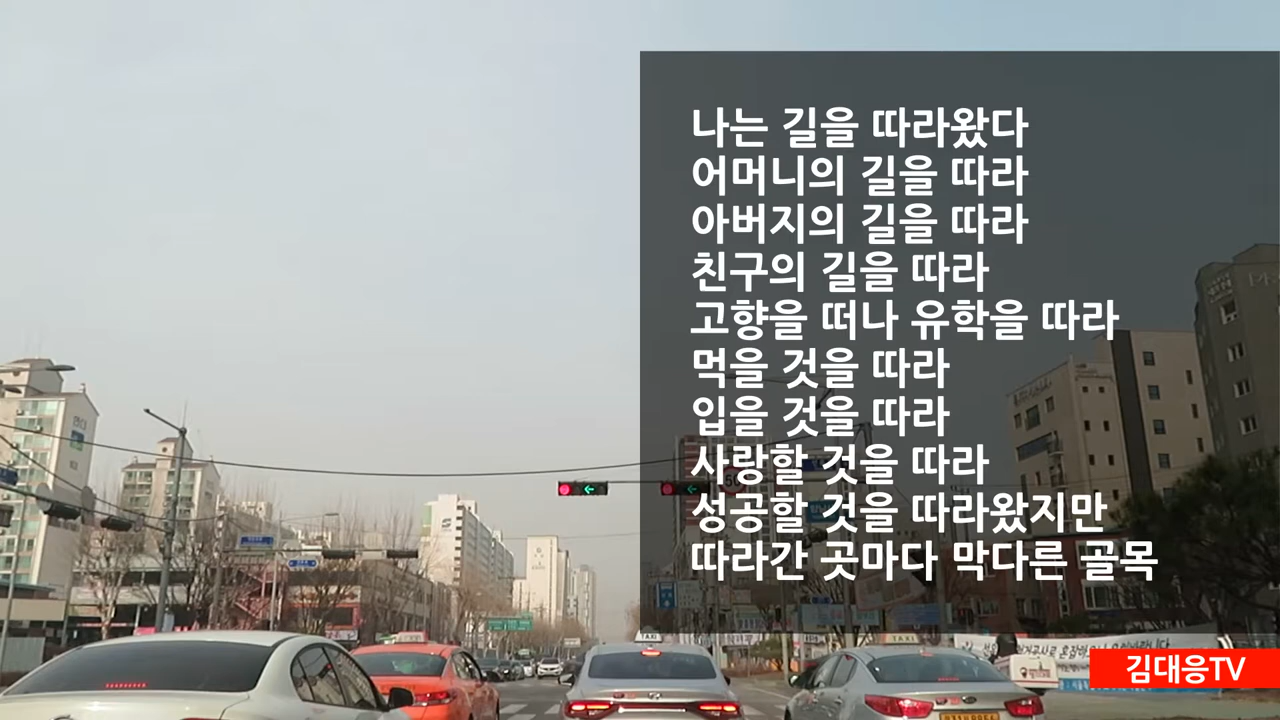 나는 길을 따라왔다
어머니의 길을 따라
아버지의 길을 따라
친구의 길을 따라
고향을 떠나 유학을 따라
먹을 것을 따라
입을 것을 따라
사랑할 것을 따라
성공할 것을 따라왔지만
따라간 곳마다 막다른 골목
TAXI
TAXI
김대응TV